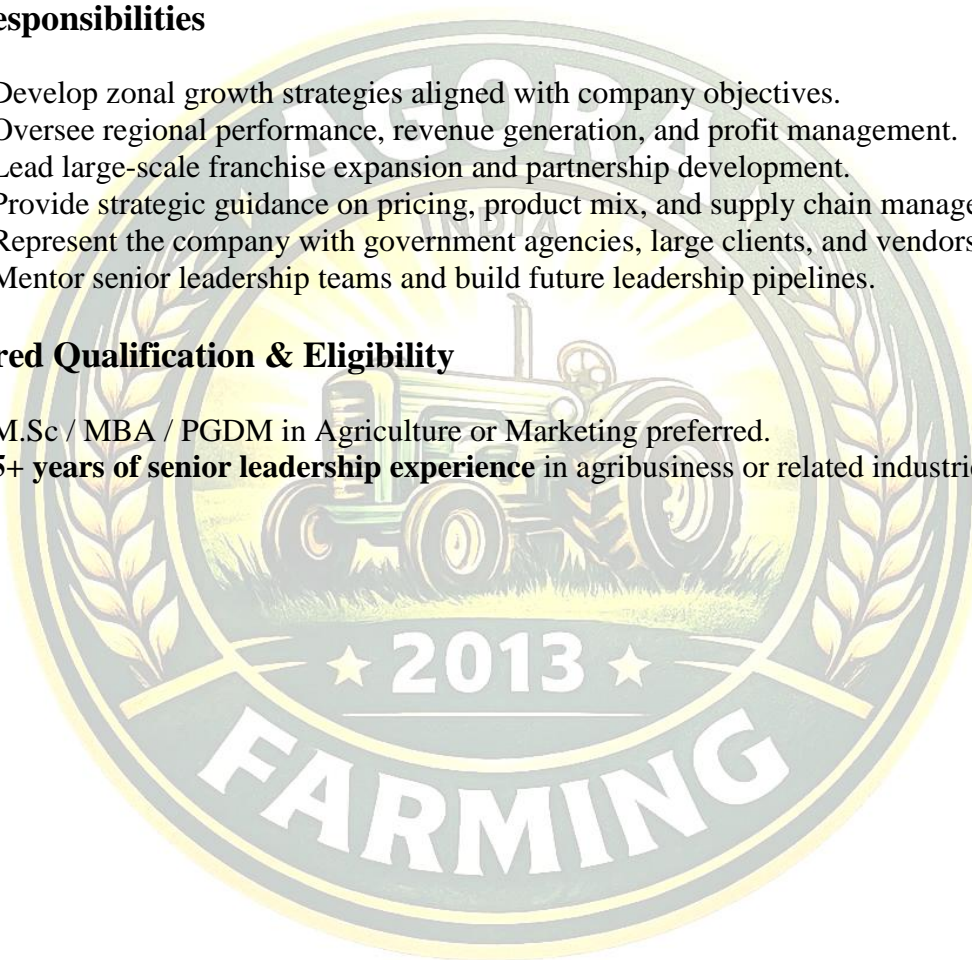 esponsibilities
Develop zonal growth strategies aligned with company objectives.
Oversee regional performance, revenue generation, and profit management.
Lead large-scale franchise expansion and partnership development.
Provide strategic guidance on pricing, product mix, and supply chain manage
Represent the company with government agencies, large clients, and vendors
Mentor senior leadership teams and build future leadership pipelines.
red Qualification & Eligibility
M.Sc / MBA / PGDM in Agriculture or Marketing preferred.
5+ years of senior leadership experience in agribusiness or related industrie
AGORA
INDIA
★ 2013 ★
FARMING